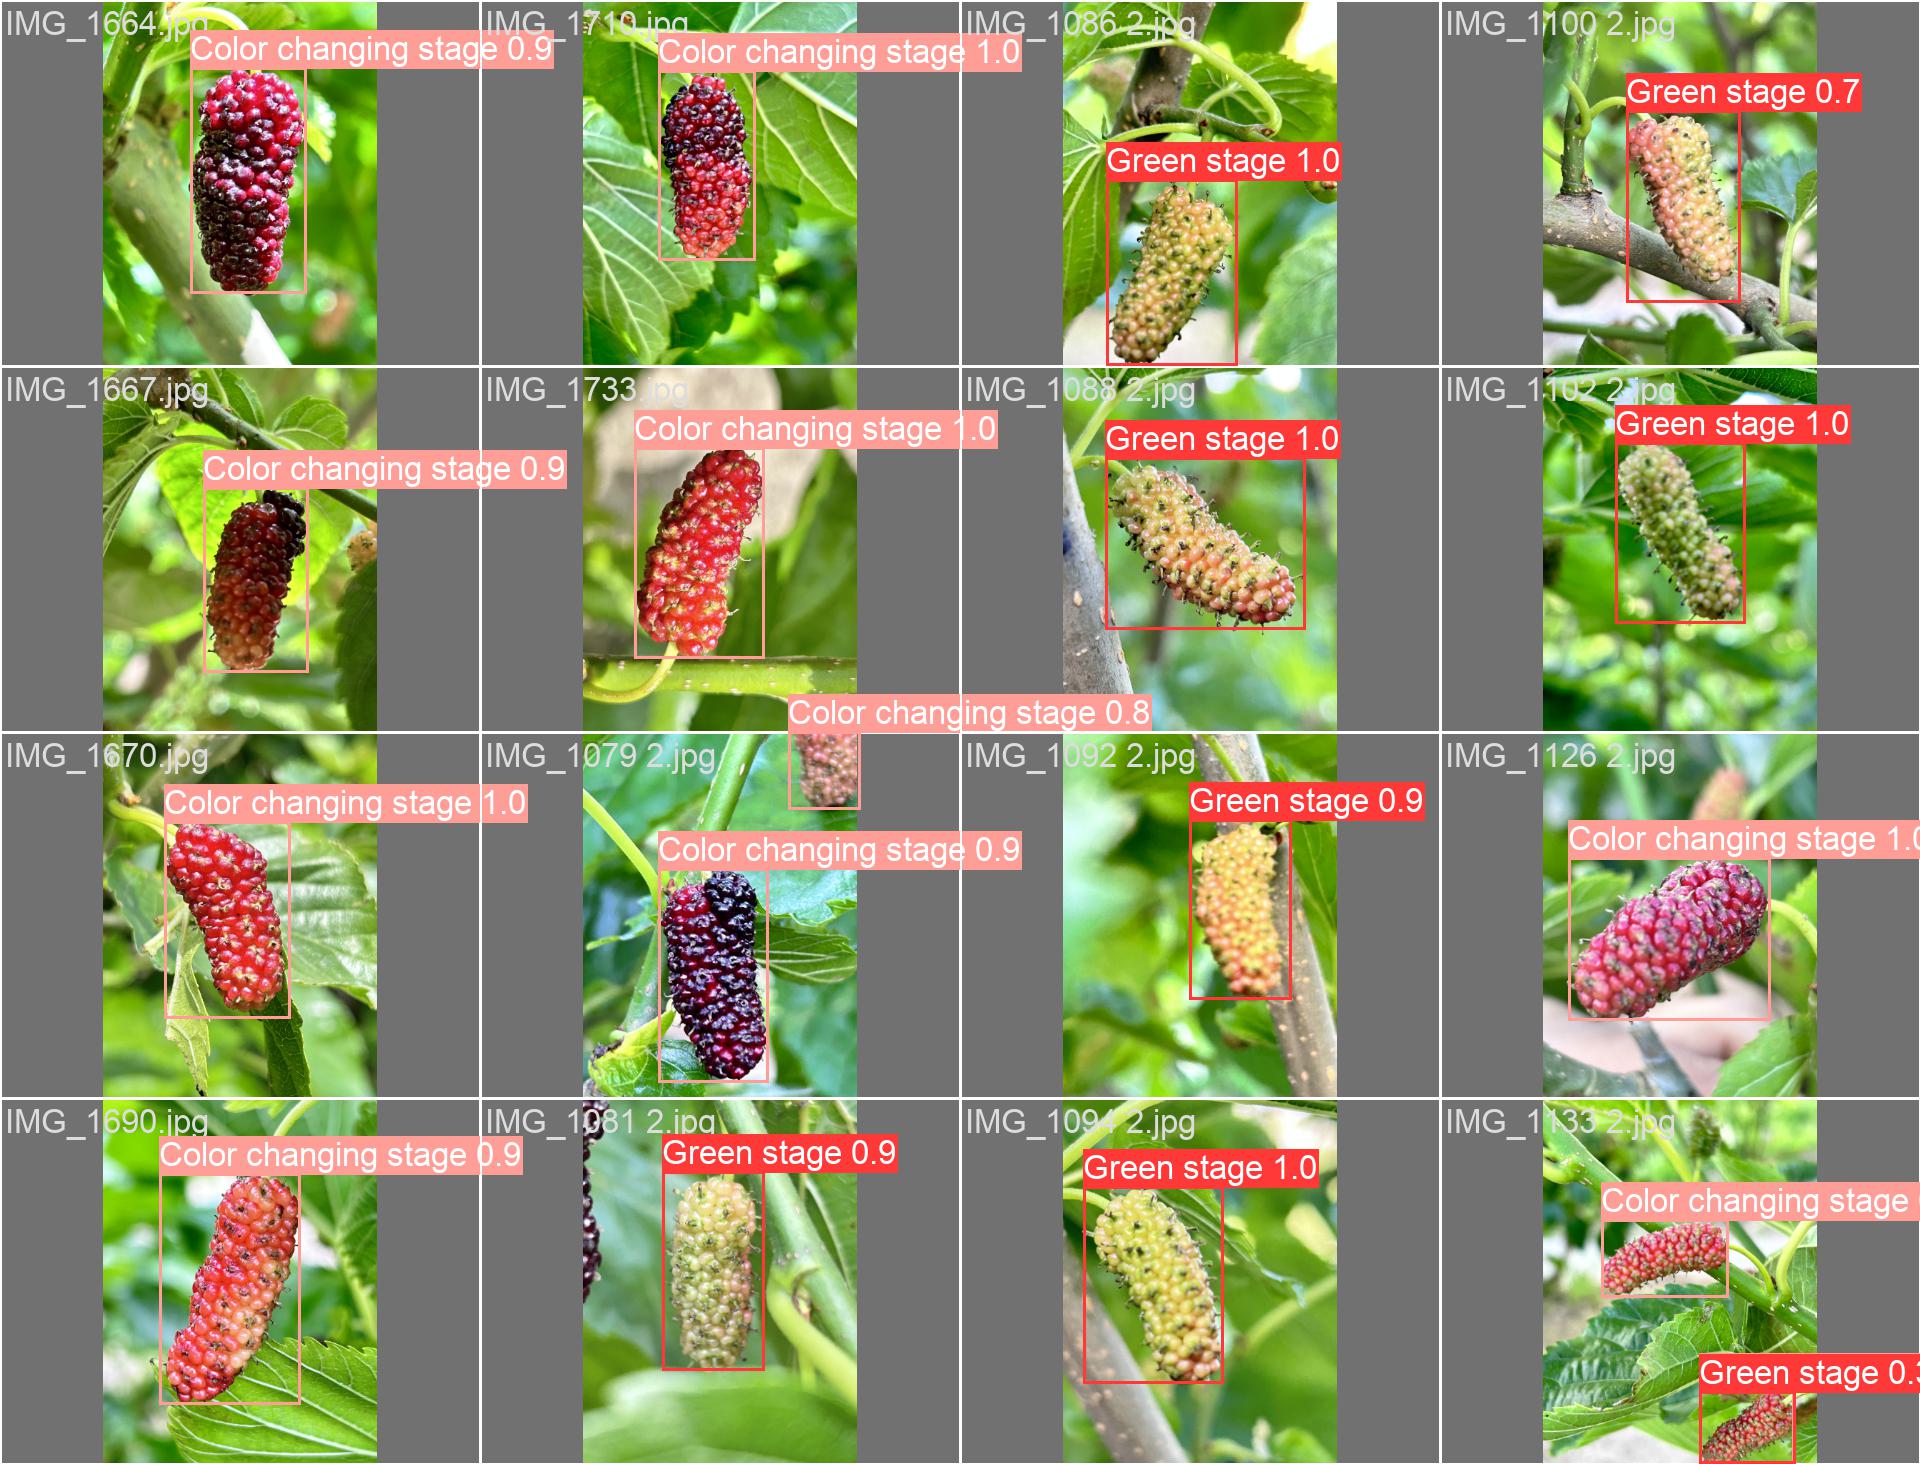 IMG_1664.jpg
Color changing stage 0.9
IMG_1710.jpg
Color changing stage 1.0
IMG_1086 2.jpg
Green stage 1.0
IMG_1100 2.jpg
Green stage 0.7
IMG_1667.jpg
Color changing stage 0.9
IMG_1733.jpg
Color changing stage 1.0
IMG_1088 2.jpg
Green stage 1.0
IMG_1102 2.jpg
Green stage 1.0
IMG_1670.jpg
Color changing stage 1.0
IMG_1079 2.jpg
Color changing stage 0.8
Color changing stage 0.9
IMG_1092 2.jpg
Green stage 0.9
IMG_1126 2.jpg
Color changing stage 1.0
IMG_1690.jpg
Color changing stage 0.9
IMG_1081 2.jpg
Green stage 0.9
IMG_1094 2.jpg
Green stage 1.0
IMG_1133 2.jpg
Color changing stage
Green stage 0.3